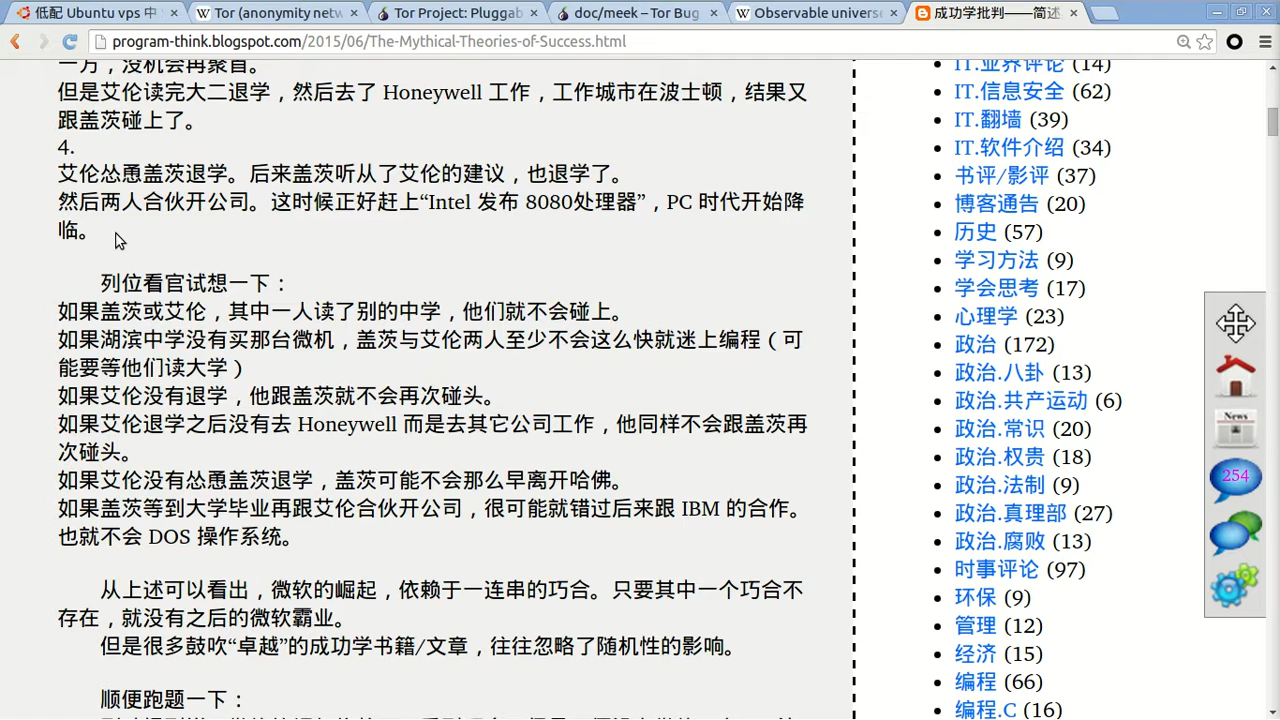 低配 Ubuntu vps 中
Tor (anonymity netw
Tor Project: Pluggab
doc/meek – Tor Bug
Observable universe
成功学批判——简述
program-think.blogspot.com/2015/06/The-Mythical-Theories-of-Success.html
一方，没机会再聚首。
但是艾伦读完大二退学，然后去了 Honeywell 工作，工作城市在波士顿，结果又
跟盖茨碰上了。
4.
艾伦怂恿盖茨退学。后来盖茨听从了艾伦的建议，也退学了。
然后两人合伙开公司。这时候正好赶上“Intel 发布 8080处理器”，PC 时代开始降
临。
列位看官试想一下：
如果盖茨或艾伦，其中一人读了别的中学，他们就不会碰上。
如果湖滨中学没有买那台微机，盖茨与艾伦两人至少不会这么快就迷上编程（可
能要等他们读大学）
如果艾伦没有退学，他跟盖茨就不会再次碰头。
如果艾伦退学之后没有去 Honeywell 而是去其它公司工作，他同样不会跟盖茨再
次碰头。
如果艾伦没有怂恿盖茨退学，盖茨可能不会那么早离开哈佛。
如果盖茨等到大学毕业再跟艾伦合伙开公司，很可能就错过后来跟 IBM 的合作。
也就不会 DOS 操作系统。
从上述可以看出，微软的崛起，依赖于一连串的巧合。只要其中一个巧合不
存在，就没有之后的微软霸业。
但是很多鼓吹“卓越”的成功学书籍/文章，往往忽略了随机性的影响。
顺便跑题一下：
IT.业界评论 (14)
IT.信息安全 (62)
IT.翻墙 (39)
IT.软件介绍 (34)
书评/影评 (37)
博客通告 (20)
历史 (57)
学习方法 (9)
学会思考 (17)
心理学 (23)
政治 (172)
政治.八卦 (13)
政治.共产运动 (6)
政治.常识 (20)
政治.权贵 (18)
政治.法制 (9)
政治.真理部 (27)
政治.腐败 (13)
时事评论 (97)
环保 (9)
管理 (12)
经济 (15)
编程 (66)
编程.C (16)
News
254